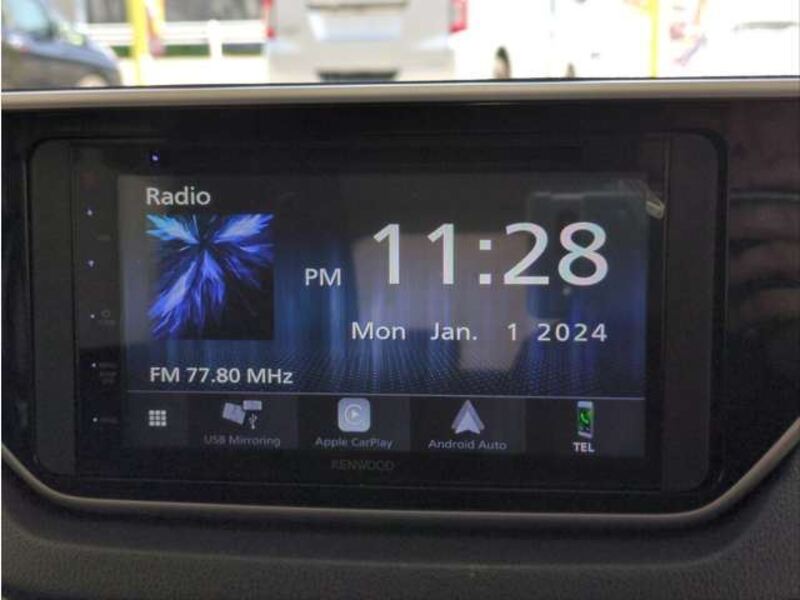 Radio
PM 11:28
Mon Jan. 1 2024
FM 77.80 MHz
USB Mirroring
Apple CarPlay
Android Auto
TEL
KENWOOD